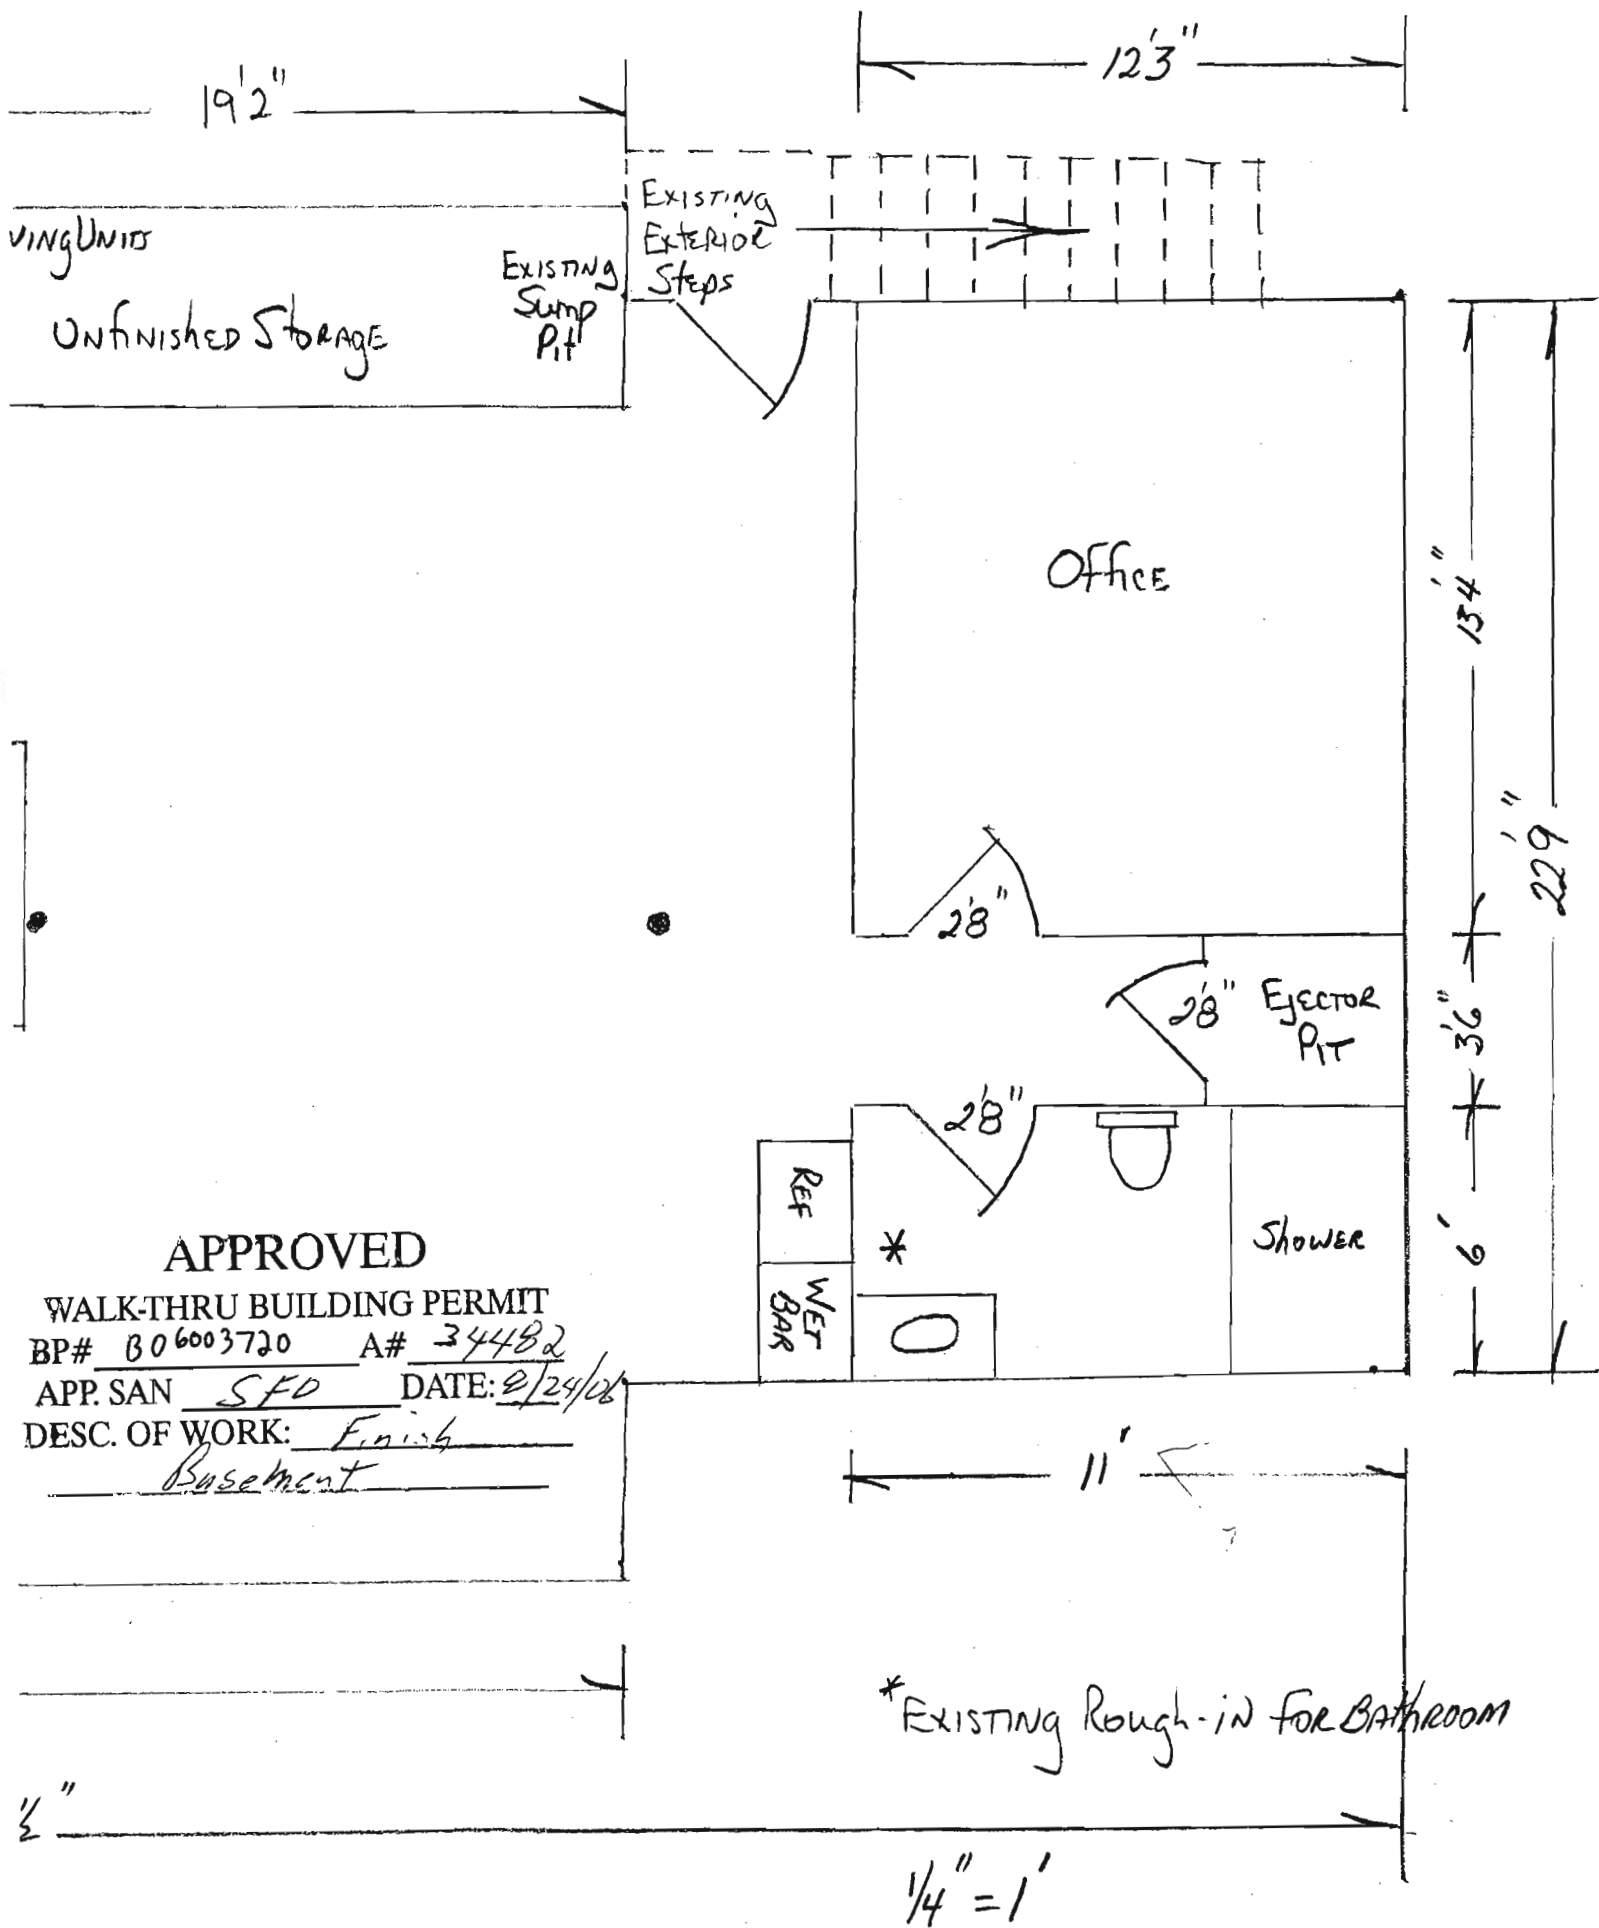 12'3"
19'2"
EXISTING
EXTERIOR
STEPS
VINGUNITS
EXISTING
SUMP
PIT
UNFINISHED STORAGE
OFFICE
13'4"
22'9"
2'8"
2'8"
EJECTOR
PIT
3'6"
2'8"
REF
*
SHOWER
6'
WET
BAR
APPROVED
WALK-THRU BUILDING PERMIT
BP# B06003720 A# 34482
APP. SAN SFD DATE: 8/24/06
DESC. OF WORK: Finish
Basement
11'
*EXISTING ROUGH-IN FOR BATHROOM
½"
1/4" = 1'